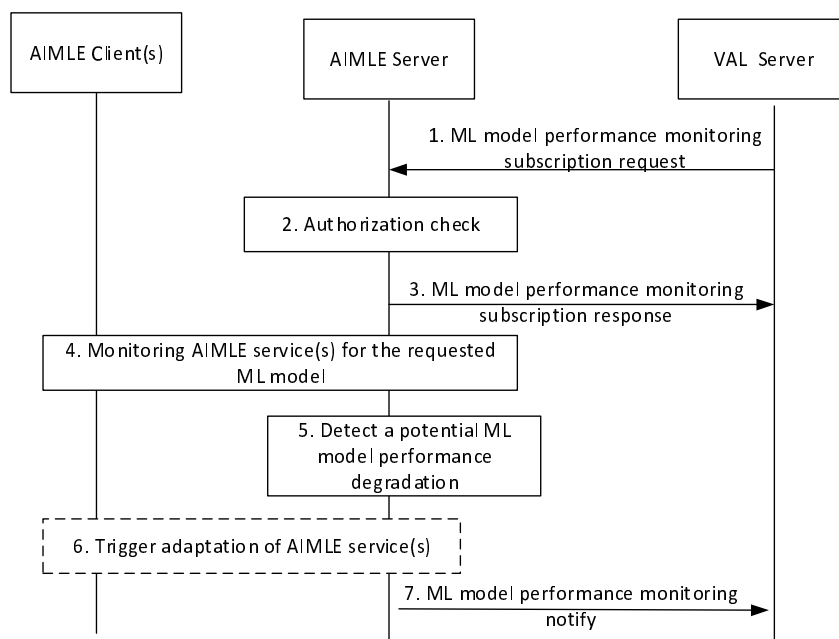 AIMLE Client(s)
AIMLE Server
VAL Server
1. ML model performance monitoring
subscription request
2. Authorization check
3. ML model performance monitoring
subscription response
4. Monitoring AIMLE service(s) for the requested
ML model
5. Detect a potential ML
model performance
degradation
6. Trigger adaptation of AIMLE service(s)
7. ML model performance monitoring
notify